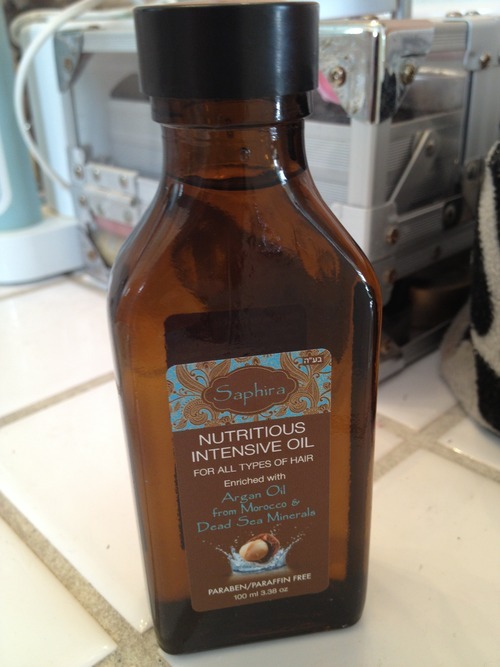 בע"ה
Saphira
NUTRITIOUS
INTENSIVE OIL
FOR ALL TYPES OF HAIR
Enriched with
Argan Oil
from Morocco &
Dead Sea Minerals
PARABEN/PARAFFIN FREE
100 ml 3.38 oz